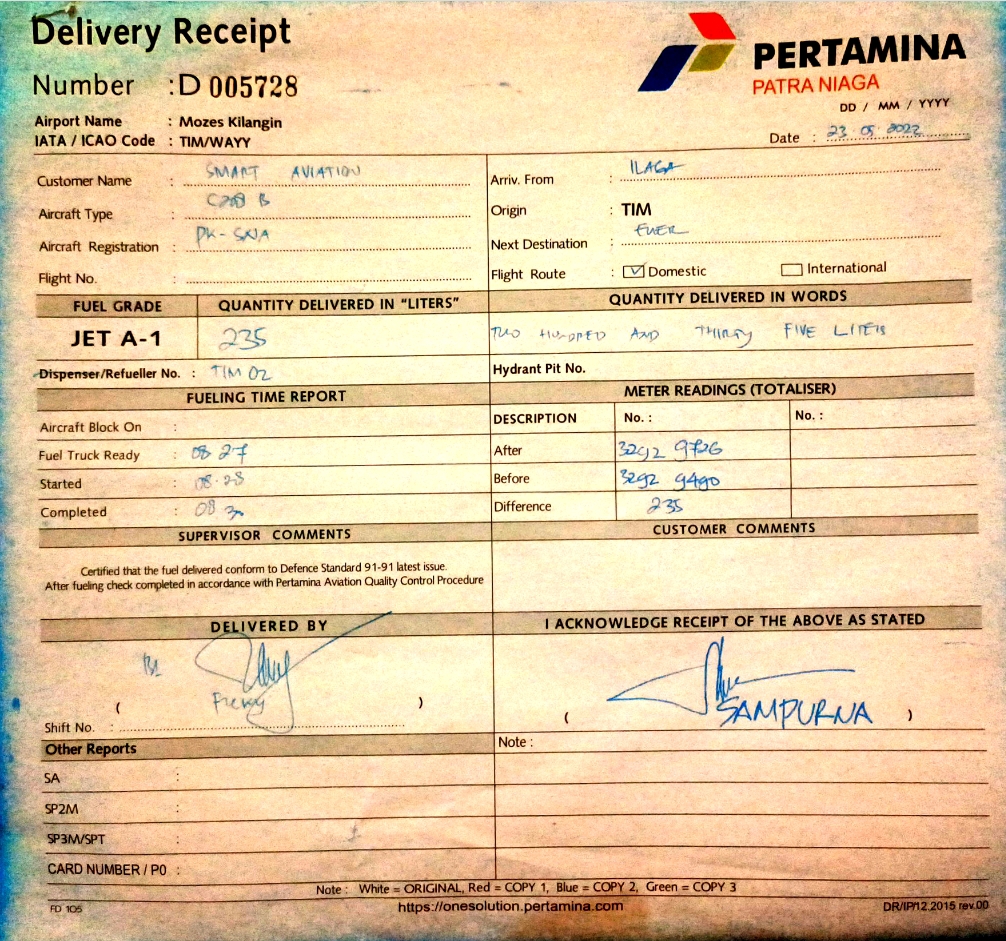 Delivery Receipt
PERTAMINA
PATRA NIAGA
Number : D 005728
DD / MM / YYYY
Airport Name : Mozes Kilangin
Date : 23 05 2022
IATA / ICAO Code : TIM/WAYY
Customer Name : SMART AVIATION
Arriv. From : ILAGA
Aircraft Type : C208 B
Origin : TIM
Aircraft Registration : PK-SNA
Next Destination : EWER
Flight No. :
Flight Route : Domestic International
FUEL GRADE QUANTITY DELIVERED IN "LITERS" QUANTITY DELIVERED IN WORDS
JET A-1 235 TWO HUNDRED AND THIRTY FIVE LITERS
Dispenser/Refueller No. : TIM 02 Hydrant Pit No.
FUELING TIME REPORT METER READINGS (TOTALISER)
Aircraft Block On : DESCRIPTION No. : No. :
Fuel Truck Ready : 08 27 After 3292 9726
Started : 08 28 Before 3292 9490
Completed : 08 30 Difference 235
SUPERVISOR COMMENTS CUSTOMER COMMENTS
Certified that the fuel delivered conform to Defence Standard 91-91 latest issue.
After fueling check completed in accordance with Pertamina Aviation Quality Control Procedure
DELIVERED BY I ACKNOWLEDGE RECEIPT OF THE ABOVE AS STATED
( ) ( SAMPURNA )
Shift No. :
Other Reports Note :
SA :
SP2M :
SP3M/SPT :
CARD NUMBER / PO :
Note : White = ORIGINAL, Red = COPY 1, Blue = COPY 2, Green = COPY 3
FD 105 https://onesolution.pertamina.com DR/IP/12.2015 rev.00